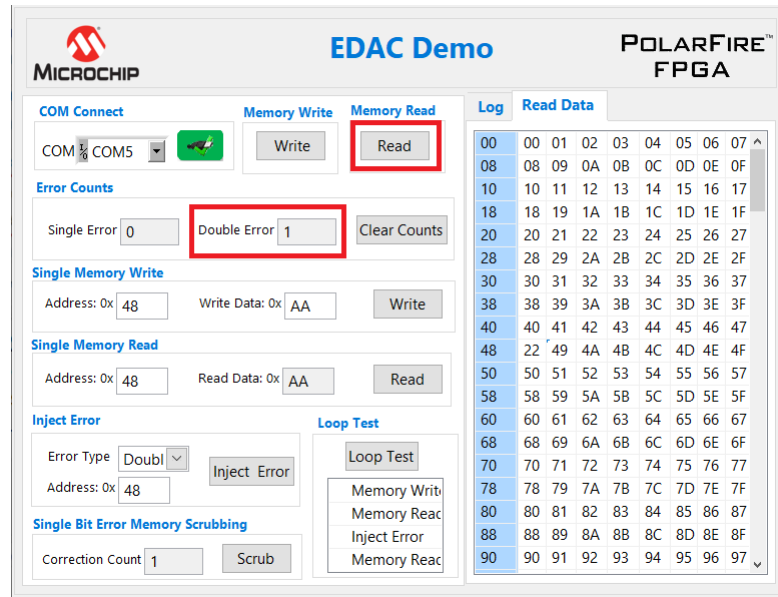 MICROCHIP
EDAC Demo
POLARFIRE™
FPGA
COM Connect
Memory Write
Memory Read
COM COM5
Write
Read
Error Counts
Single Error 0
Double Error 1
Clear Counts
Single Memory Write
Address: 0x 48
Write Data: 0x AA
Write
Single Memory Read
Address: 0x 48
Read Data: 0x AA
Read
Inject Error
Error Type Doubl
Address: 0x 48
Inject Error
Single Bit Error Memory Scrubbing
Correction Count 1
Scrub
Loop Test
Loop Test
Memory Writ
Memory Read
Inject Error
Memory Read
Log Read Data
00 00 01 02 03 04 05 06 07
08 08 09 0A 0B 0C 0D 0E 0F
10 10 11 12 13 14 15 16 17
18 18 19 1A 1B 1C 1D 1E 1F
20 20 21 22 23 24 25 26 27
28 28 29 2A 2B 2C 2D 2E 2F
30 30 31 32 33 34 35 36 37
38 38 39 3A 3B 3C 3D 3E 3F
40 40 41 42 43 44 45 46 47
48 22 49 4A 4B 4C 4D 4E 4F
50 50 51 52 53 54 55 56 57
58 58 59 5A 5B 5C 5D 5E 5F
60 60 61 62 63 64 65 66 67
68 68 69 6A 6B 6C 6D 6E 6F
70 70 71 72 73 74 75 76 77
78 78 79 7A 7B 7C 7D 7E 7F
80 80 81 82 83 84 85 86 87
88 88 89 8A 8B 8C 8D 8E 8F
90 90 91 92 93 94 95 96 97